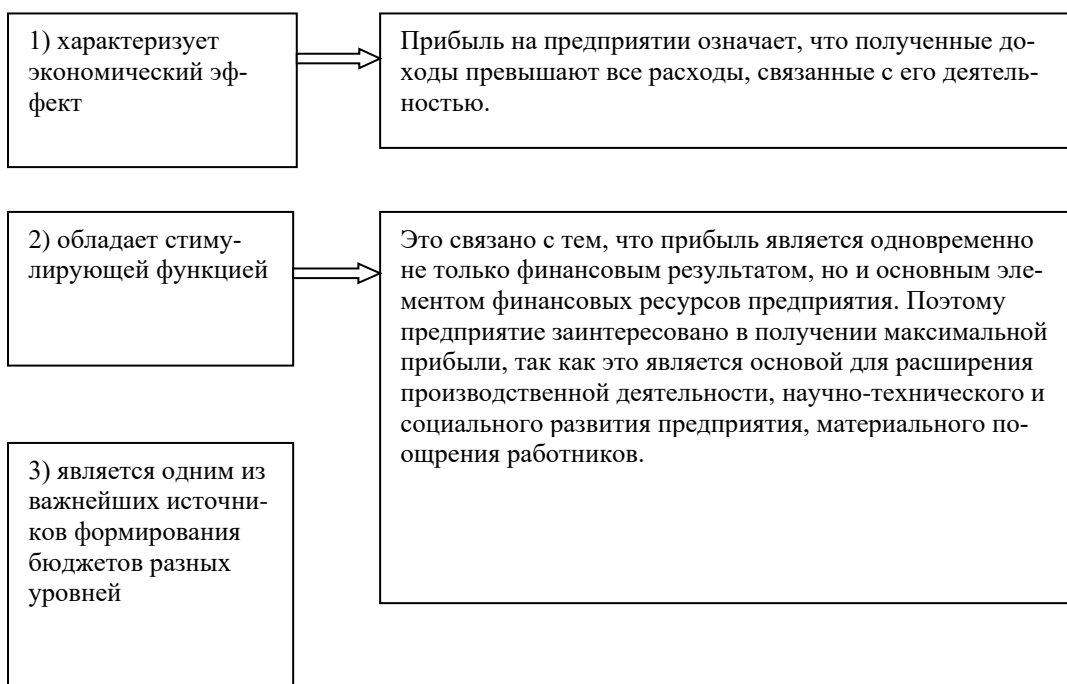 1) характеризует
экономический эф-
фект
Прибыль на предприятии означает, что полученные до-
ходы превышают все расходы, связанные с его деятель-
ностью.
2) обладает стиму-
лирующей функцией
Это связано с тем, что прибыль является одновременно
не только финансовым результатом, но и основным эле-
ментом финансовых ресурсов предприятия. Поэтому
предприятие заинтересовано в получении максимальной
прибыли, так как это является основой для расширения
производственной деятельности, научно-технического и
социального развития предприятия, материального по-
ощрения работников.
3) является одним из
важнейших источни-
ков формирования
бюджетов разных
уровней